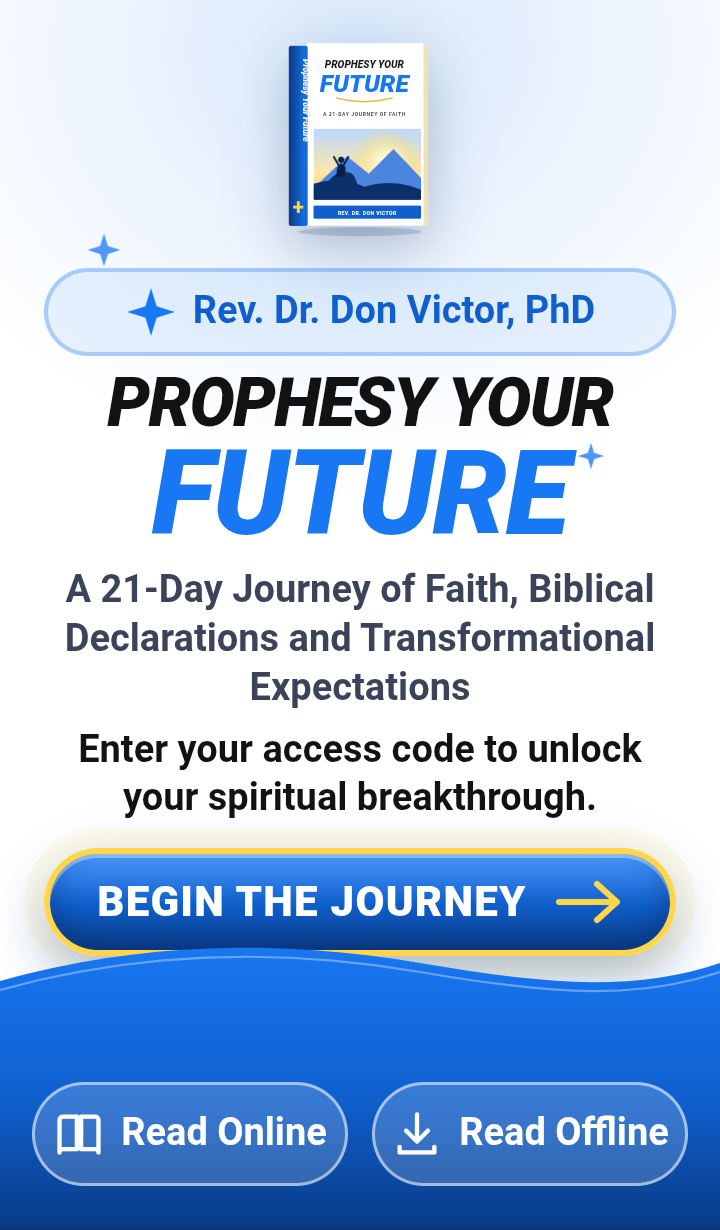 Prophesy Your Future
PROPHESY YOUR
FUTURE
A 21-DAY JOURNEY OF FAITH
REV. DR. DON VICTOR
Rev. Dr. Don Victor, PhD
PROPHESY YOUR
FUTURE
A 21-Day Journey of Faith, Biblical
Declarations and Transformational
Expectations
Enter your access code to unlock
your spiritual breakthrough.
BEGIN THE JOURNEY
Read Online
Read Offline